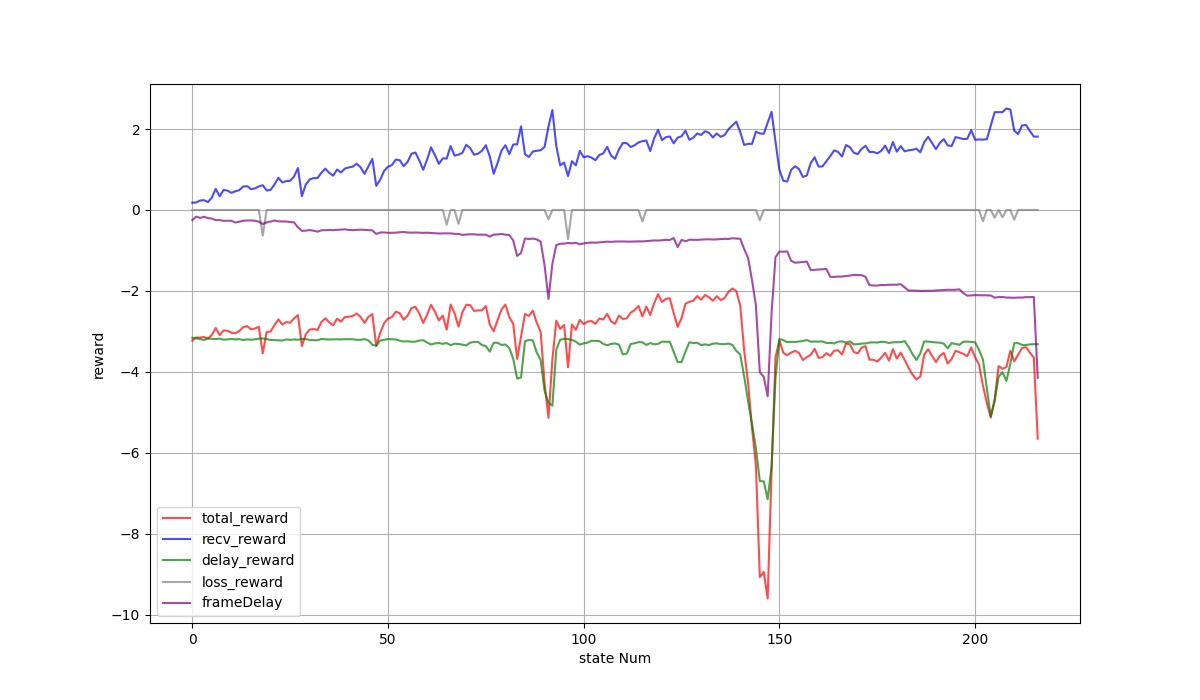 2
0
−2
−4
−6
−8
−10
reward
total_reward
recv_reward
delay_reward
loss_reward
frameDelay
0 50 100 150 200
state Num